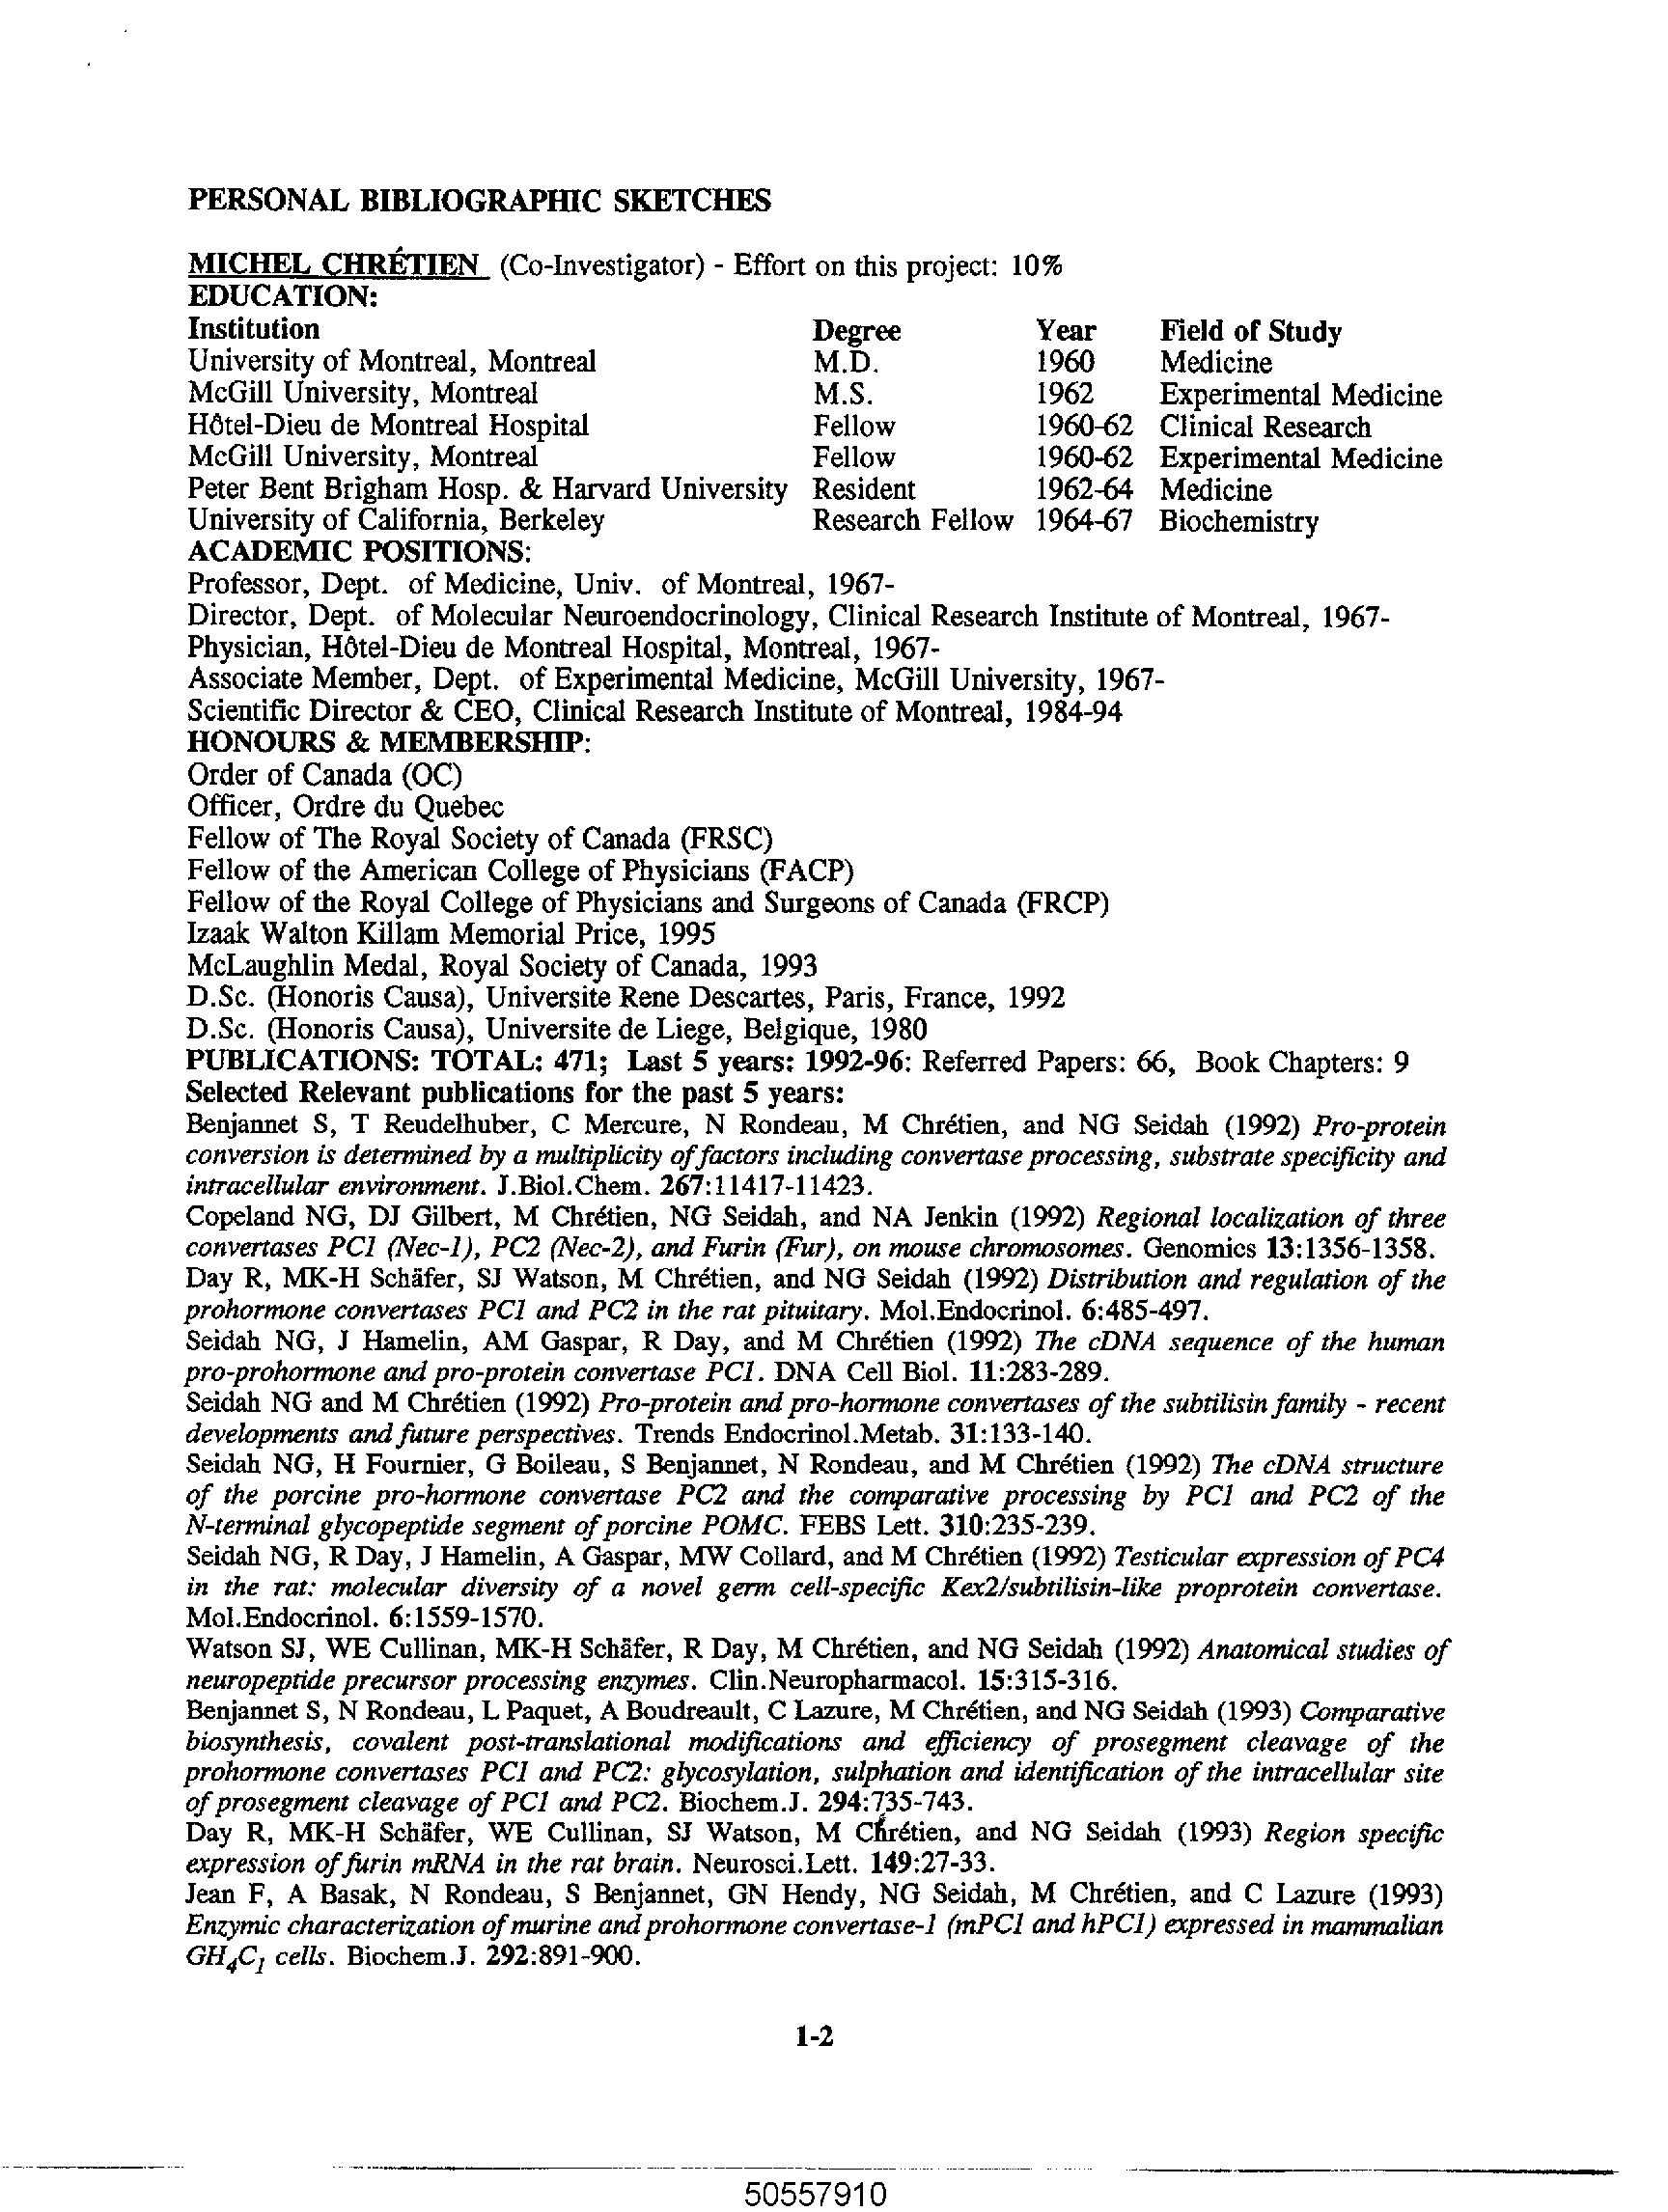 PERSONAL BIBLIOGRAPHIC SKETCHES
MICHEL CHRÉTIEN (Co-Investigator) - Effort on this project: 10%
EDUCATION:
Institution Degree Year Field of Study
University of Montreal, Montreal M.D. 1960 Medicine
McGill University, Montreal M.S. 1962 Experimental Medicine
Hôtel-Dieu de Montreal Hospital Fellow 1960-62 Clinical Research
McGill University, Montreal Fellow 1960-62 Experimental Medicine
Peter Bent Brigham Hosp. & Harvard University Resident 1962-64 Medicine
University of California, Berkeley Research Fellow 1964-67 Biochemistry
ACADEMIC POSITIONS:
Professor, Dept. of Medicine, Univ. of Montreal, 1967-
Director, Dept. of Molecular Neuroendocrinology, Clinical Research Institute of Montreal, 1967-
Physician, Hôtel-Dieu de Montreal Hospital, Montreal, 1967-
Associate Member, Dept. of Experimental Medicine, McGill University, 1967-
Scientific Director & CEO, Clinical Research Institute of Montreal, 1984-94
HONOURS & MEMBERSHIP:
Order of Canada (OC)
Officer, Ordre du Quebec
Fellow of The Royal Society of Canada (FRSC)
Fellow of the American College of Physicians (FACP)
Fellow of the Royal College of Physicians and Surgeons of Canada (FRCP)
Izaak Walton Killam Memorial Price, 1995
McLaughlin Medal, Royal Society of Canada, 1993
D.Sc. (Honoris Causa), Universite Rene Descartes, Paris, France, 1992
D.Sc. (Honoris Causa), Universite de Liege, Belgique, 1980
PUBLICATIONS: TOTAL: 471; Last 5 years: 1992-96: Referred Papers: 66, Book Chapters: 9
Selected Relevant publications for the past 5 years:
Benjannet S, T Reudelhuber, C Mercure, N Rondeau, M Chrétien, and NG Seidah (1992) Pro-protein
conversion is determined by a multiplicity of factors including convertase processing, substrate specificity and
intracellular environment. J.Biol.Chem. 267:11417-11423.
Copeland NG, DJ Gilbert, M Chrétien, NG Seidah, and NA Jenkin (1992) Regional localization of three
convertases PC1 (Nec-1), PC2 (Nec-2), and Furin (Fur), on mouse chromosomes. Genomics 13:1356-1358.
Day R, MK-H Schäfer, SJ Watson, M Chrétien, and NG Seidah (1992) Distribution and regulation of the
prohormone convertases PC1 and PC2 in the rat pituitary. Mol.Endocrinol. 6:485-497.
Seidah NG, J Hamelin, AM Gaspar, R Day, and M Chrétien (1992) The cDNA sequence of the human
pro-prohormone and pro-protein convertase PC1. DNA Cell Biol. 11:283-289.
Seidah NG and M Chrétien (1992) Pro-protein and pro-hormone convertases of the subtilisin family - recent
developments and future perspectives. Trends Endocrinol.Metab. 31:133-140.
Seidah NG, H Fournier, G Boileau, S Benjannet, N Rondeau, and M Chrétien (1992) The cDNA structure
of the porcine pro-hormone convertase PC2 and the comparative processing by PC1 and PC2 of the
N-terminal glycopeptide segment of porcine POMC. FEBS Lett. 310:235-239.
Seidah NG, R Day, J Hamelin, A Gaspar, MW Collard, and M Chrétien (1992) Testicular expression of PC4
in the rat: molecular diversity of a novel germ cell-specific Kex2/subtilisin-like proprotein convertase.
Mol.Endocrinol. 6:1559-1570.
Watson SJ, WE Cullinan, MK-H Schäfer, R Day, M Chrétien, and NG Seidah (1992) Anatomical studies of
neuropeptide precursor processing enzymes. Clin.Neuropharmacol. 15:315-316.
Benjannet S, N Rondeau, L Paquet, A Boudreault, C Lazure, M Chrétien, and NG Seidah (1993) Comparative
biosynthesis, covalent post-translational modifications and efficiency of prosegment cleavage of the
prohormone convertases PC1 and PC2: glycosylation, sulphation and identification of the intracellular site
of prosegment cleavage of PC1 and PC2. Biochem.J. 294:735-743.
Day R, MK-H Schäfer, WE Cullinan, SJ Watson, M Chrétien, and NG Seidah (1993) Region specific
expression of furin mRNA in the rat brain. Neurosci.Lett. 149:27-33.
Jean F, A Basak, N Rondeau, S Benjannet, GN Hendy, NG Seidah, M Chrétien, and C Lazure (1993)
Enzymic characterization of murine and prohormone convertase-1 (mPC1 and hPC1) expressed in mammalian
GH4C1 cells. Biochem.J. 292:891-900.
1-2
50557910